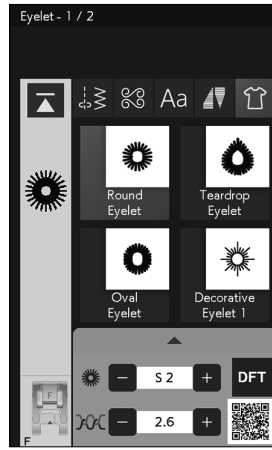 Eyelet - 1 / 2
Aa
Round
Eyelet
Teardrop
Eyelet
Oval
Eyelet
Decorative
Eyelet 1
S 2
DFT
2.6
F
F